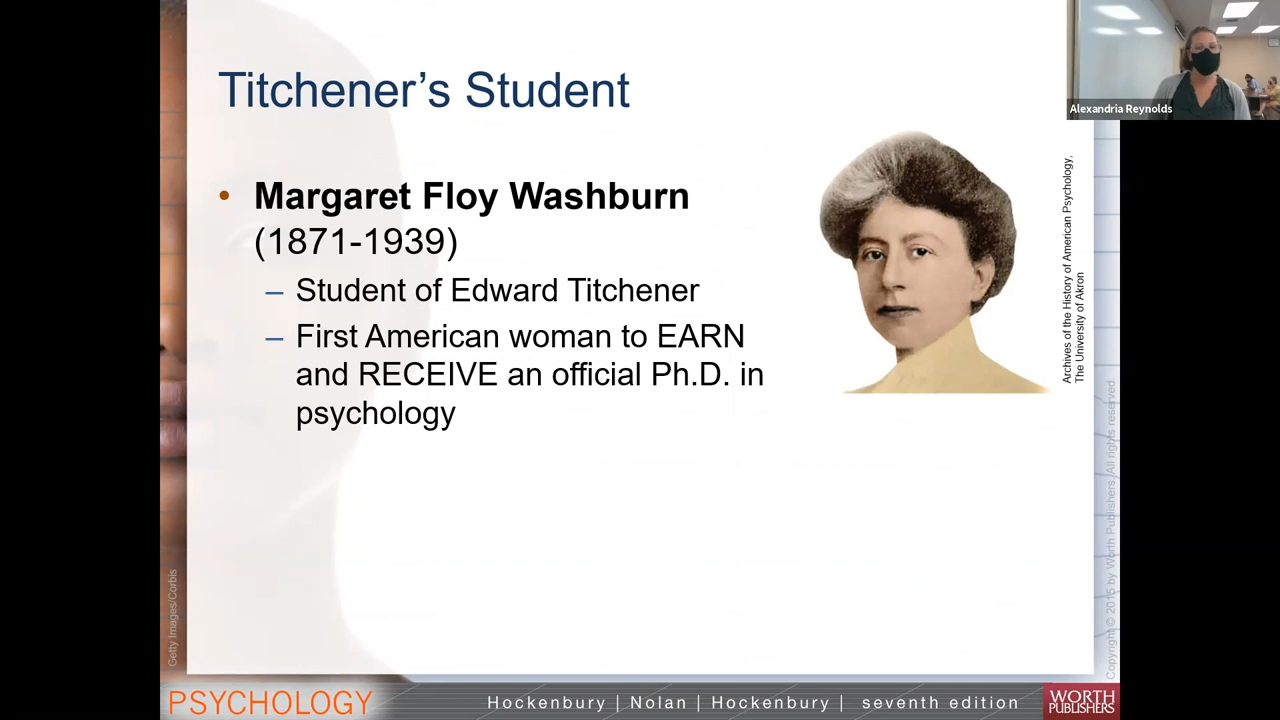 Titchener’s Student
• Margaret Floy Washburn
(1871-1939)
– Student of Edward Titchener
– First American woman to EARN
and RECEIVE an official Ph.D. in
psychology
Archives of the History of American Psychology,
The University of Akron
Alexandria Reynolds
Getty Images/Corbis
Copyright © 2015 by Worth Publishers. All rights reserved
PSYCHOLOGY
Hockenbury | Nolan | Hockenbury | seventh edition
WORTH
PUBLISHERS